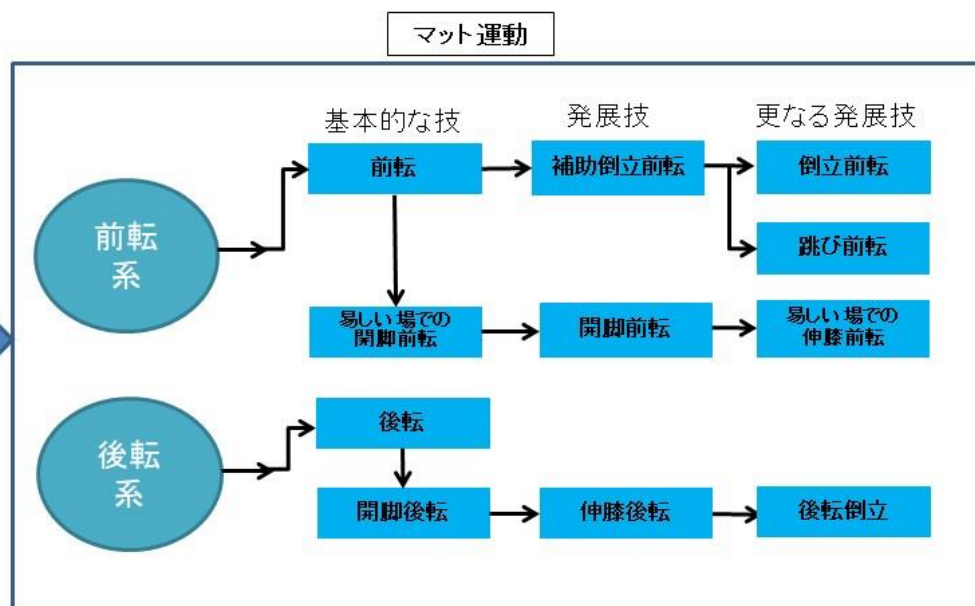 マット運動
基本的な技
発展技
更なる発展技
前転
系
前転
補助倒立前転
倒立前転
跳び前転
易しい場での
開脚前転
開脚前転
易しい場での
伸膝前転
後転
系
後転
開脚後転
伸膝後転
後転倒立